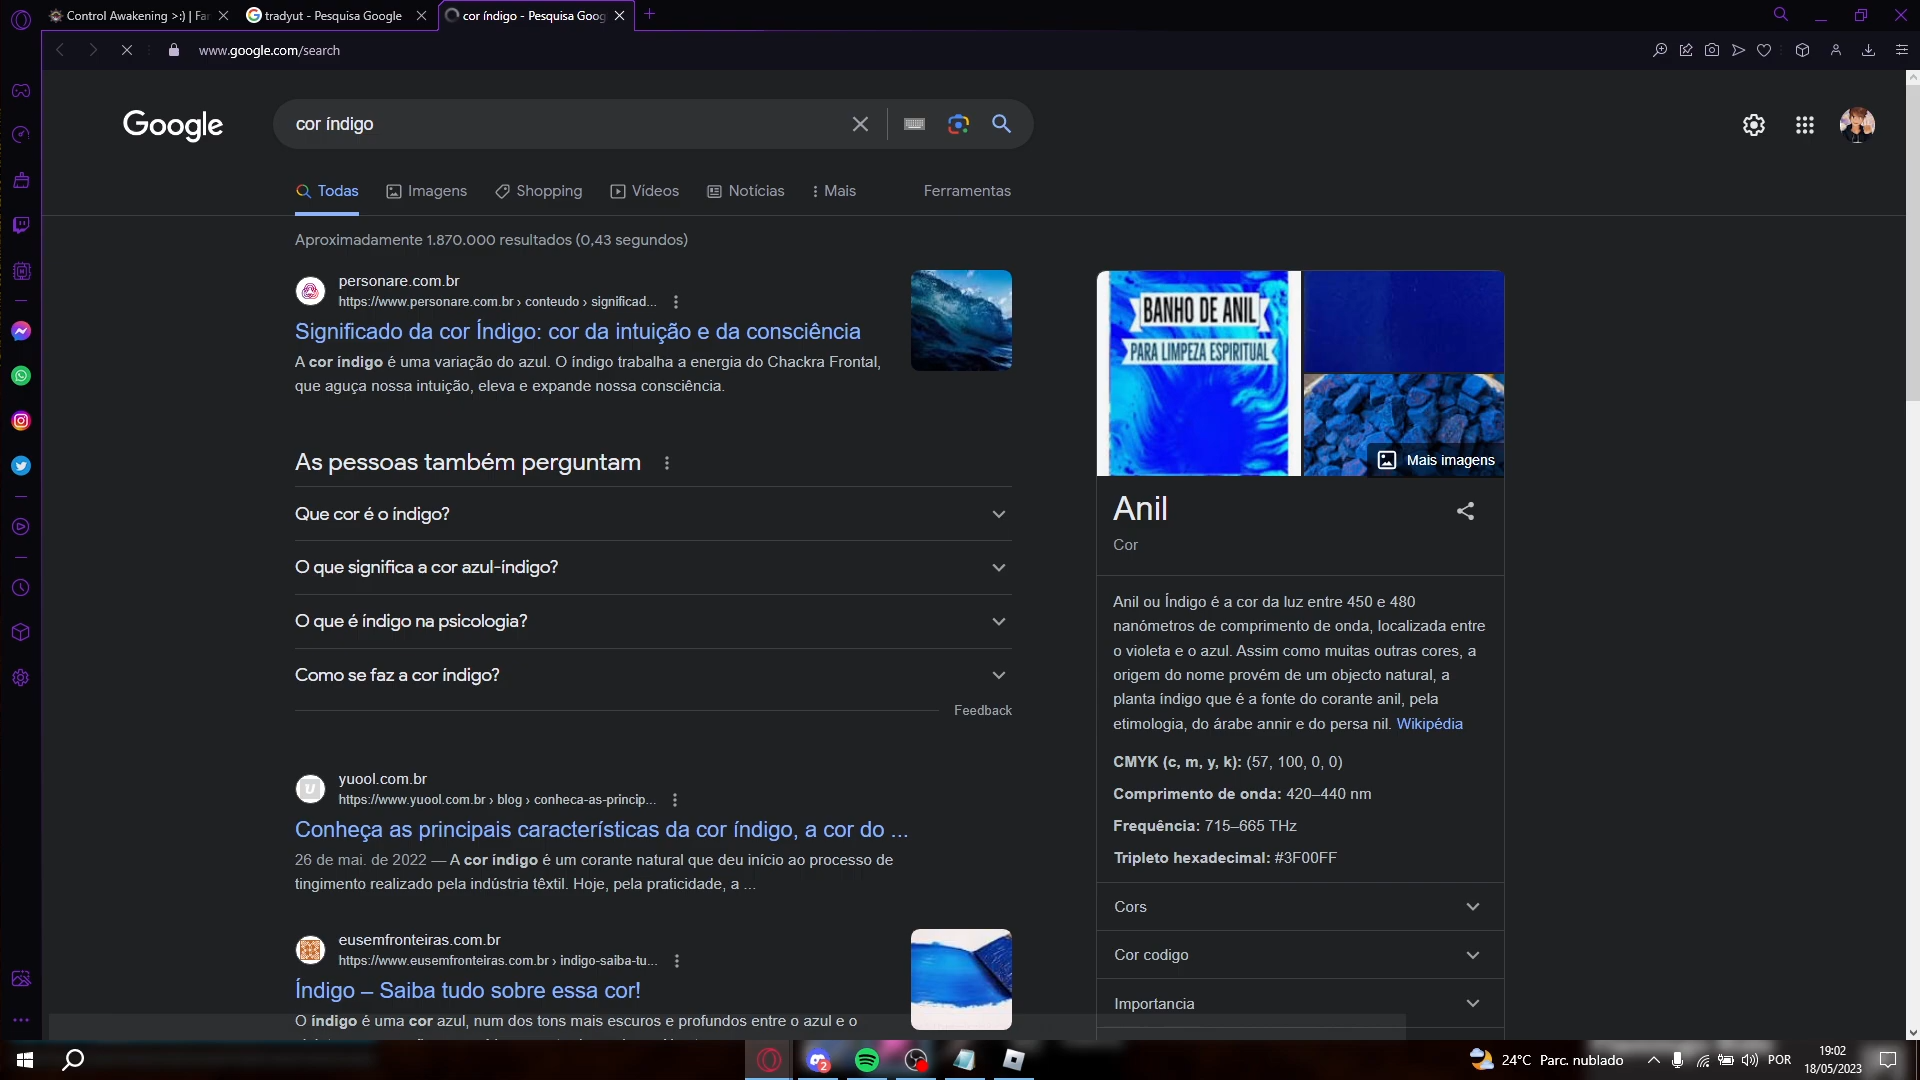 Control Awakening >:) | Far
tradyut - Pesquisa Google
cor índigo - Pesquisa Goog
www.google.com/search
Google
cor índigo
Todas
Imagens
Shopping
Vídeos
Notícias
Mais
Ferramentas
Aproximadamente 1.870.000 resultados (0,43 segundos)
personare.com.br
https://www.personare.com.br › conteudo › significad...
Significado da cor Índigo: cor da intuição e da consciência
A cor índigo é uma variação do azul. O índigo trabalha a energia do Chackra Frontal,
que aguça nossa intuição, eleva e expande nossa consciência.
As pessoas também perguntam
Que cor é o índigo?
O que significa a cor azul-índigo?
O que é índigo na psicologia?
Como se faz a cor índigo?
Feedback
yuool.com.br
https://www.yuool.com.br › blog › conheca-as-princip...
Conheça as principais características da cor índigo, a cor do ...
26 de mai. de 2022 — A cor índigo é um corante natural que deu início ao processo de
tingimento realizado pela indústria têxtil. Hoje, pela praticidade, a ...
eusemfronteiras.com.br
https://www.eusemfronteiras.com.br › indigo-saiba-tu...
Índigo – Saiba tudo sobre essa cor!
O índigo é uma cor azul, num dos tons mais escuros e profundos entre o azul e o
BANHO DE ANIL
PARA LIMPEZA ESPIRITUAL
Mais imagens
Anil
Cor
Anil ou Índigo é a cor da luz entre 450 e 480
nanómetros de comprimento de onda, localizada entre
o violeta e o azul. Assim como muitas outras cores, a
origem do nome provém de um objecto natural, a
planta índigo que é a fonte do corante anil, pela
etimologia, do árabe annir e do persa nil. Wikipédia
CMYK (c, m, y, k): (57, 100, 0, 0)
Comprimento de onda: 420–440 nm
Frequência: 715–665 THz
Tripleto hexadecimal: #3F00FF
Cors
Cor codigo
Importancia
2
24°C Parc. nublado
POR
19:02
18/05/2023